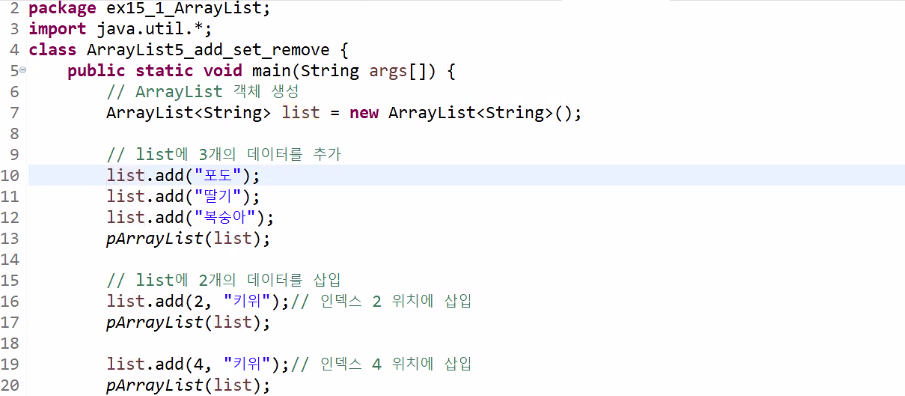 2 package ex15_1_ArrayList;
3 import java.util.*;
4 class ArrayList5_add_set_remove {
5 public static void main(String args[]) {
6 // ArrayList 객체 생성
7 ArrayList<String> list = new ArrayList<String>();
8
9 // list에 3개의 데이터를 추가
10 list.add("포도");
11 list.add("딸기");
12 list.add("복숭아");
13 pArrayList(list);
14
15 // list에 2개의 데이터를 삽입
16 list.add(2, "키위");// 인덱스 2 위치에 삽입
17 pArrayList(list);
18
19 list.add(4, "키위");// 인덱스 4 위치에 삽입
20 pArrayList(list);